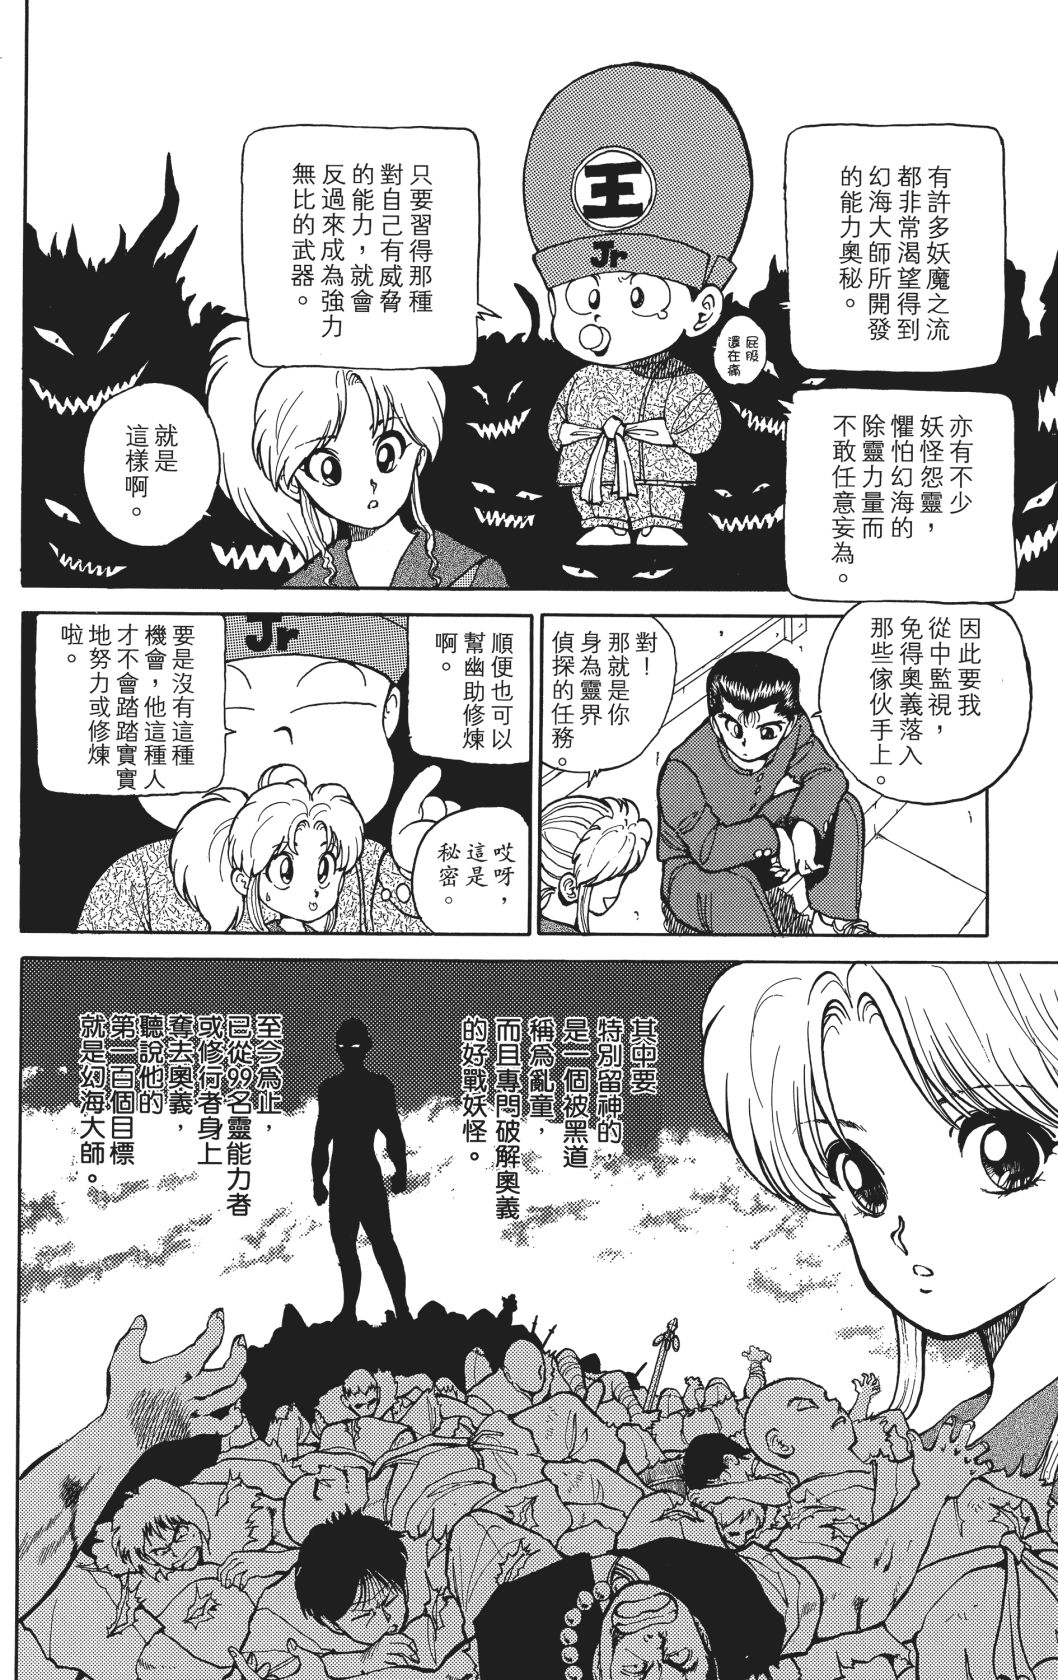 有許多妖魔之流
都非常渴望得到
幻海大師所開發
的能力奧秘。
亦有不少
妖怪怨靈，
懼怕幻海的
除靈力量而
不敢任意妄為。
王
Jr
屁股
還在痛
只要習得那種
對自己有威脅
的能力，就會
反過來成為強力
無比的武器。
就是
這樣啊。
因此要我
從中監視，
免得奧義落入
那些傢伙手上。
對！
那就是你
身為靈界
偵探的任務。
順便也可以
幫幽助修煉
啊。
Jr
要是沒有這種
機會，他這種人
才不會踏踏實實
地努力或修煉
啦。
哎呀，
這是
秘密。
其中要
特別留神的，
是一個被黑道
稱為亂童，
而且專門破解奧義
的好戰妖怪。
至今為止，
已從99名靈能力者
或修行者身上
奪去奧義，
聽說他的
第一百個目標
就是幻海大師。